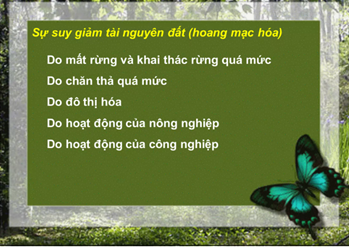 Sự suy giảm tài nguyên đất (hoang mạc hóa)
Do mất rừng và khai thác rừng quá mức
Do chăn thả quá mức
Do đô thị hóa
Do hoạt động của nông nghiệp
Do hoạt động của công nghiệp